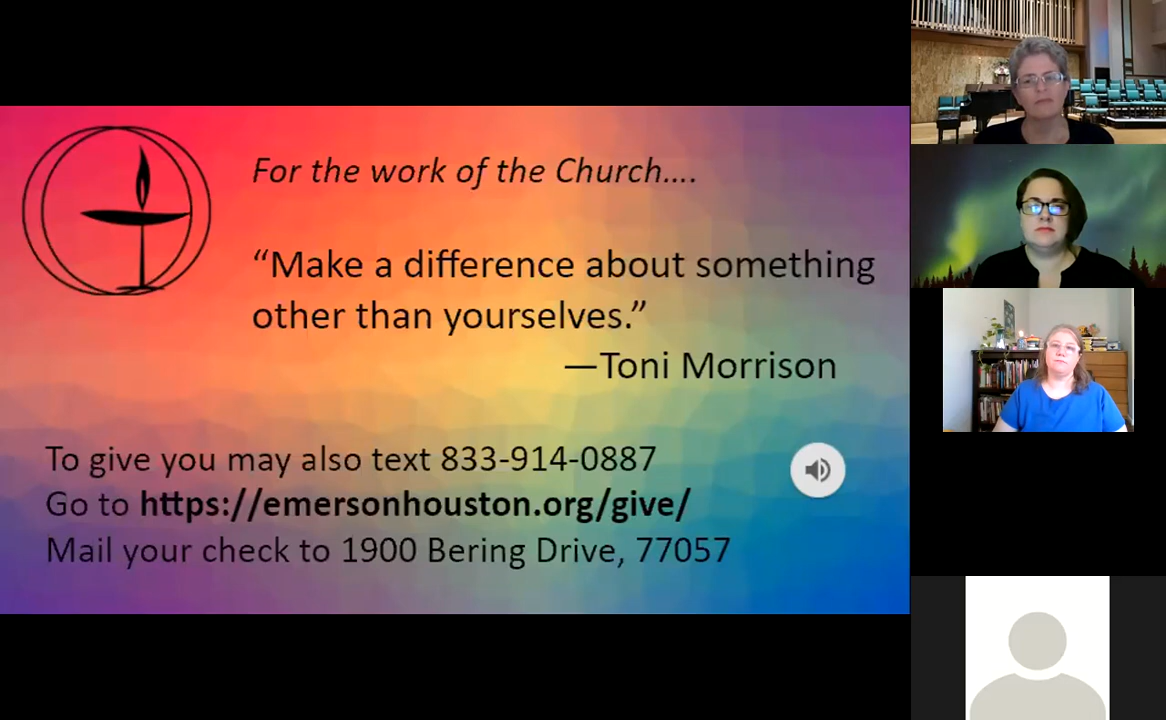 For the work of the Church....
“Make a difference about something
other than yourselves.”
—Toni Morrison
To give you may also text 833-914-0887
Go to https://emersonhouston.org/give/
Mail your check to 1900 Bering Drive, 77057